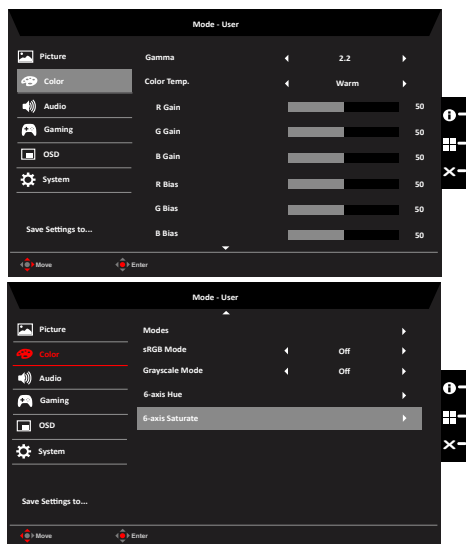 Mode - User
Picture
Gamma 2.2
Color
Color Temp. Warm
Audio
R Gain 50
Gaming
G Gain 50
OSD
B Gain 50
System
R Bias 50
G Bias 50
Save Settings to...
B Bias 50
Move Enter
Mode - User
Picture
Modes
Color
sRGB Mode Off
Audio
Grayscale Mode Off
Gaming
6-axis Hue
OSD
6-axis Saturate
System
Save Settings to...
Move Enter